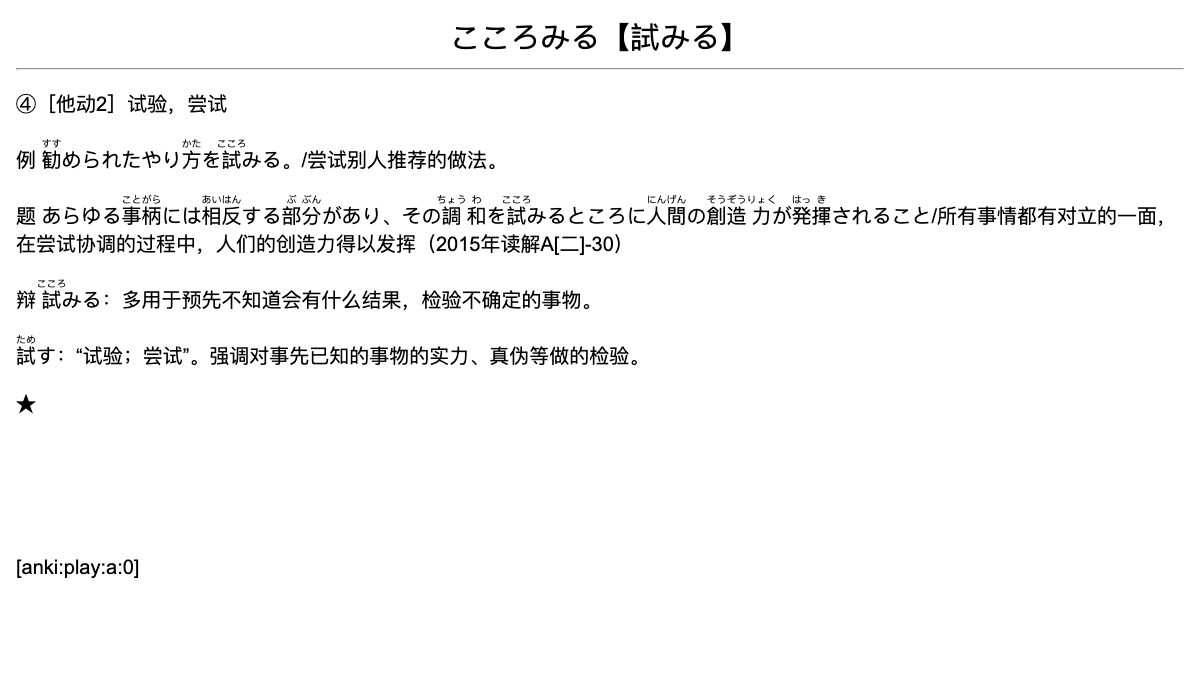 こころみる【試みる】
④［他动2］试验，尝试
すす かた こころ
例 勧められたやり方を試みる。/尝试别人推荐的做法。
ことがら あいはん ぶ ぶん ちょう わ こころ にんげん そうぞうりょく はっ き
题 あらゆる事柄には相反する部分があり、その調 和を試みるところに人間の創造 力が発揮されること/所有事情都有对立的一面，
在尝试协调的过程中，人们的创造力得以发挥（2015年读解A[二]-30）
こころ
辩 試みる：多用于预先不知道会有什么结果，检验不确定的事物。
ため
試す：“试验；尝试”。强调对事先已知的事物的实力、真伪等做的检验。
★
[anki:play:a:0]